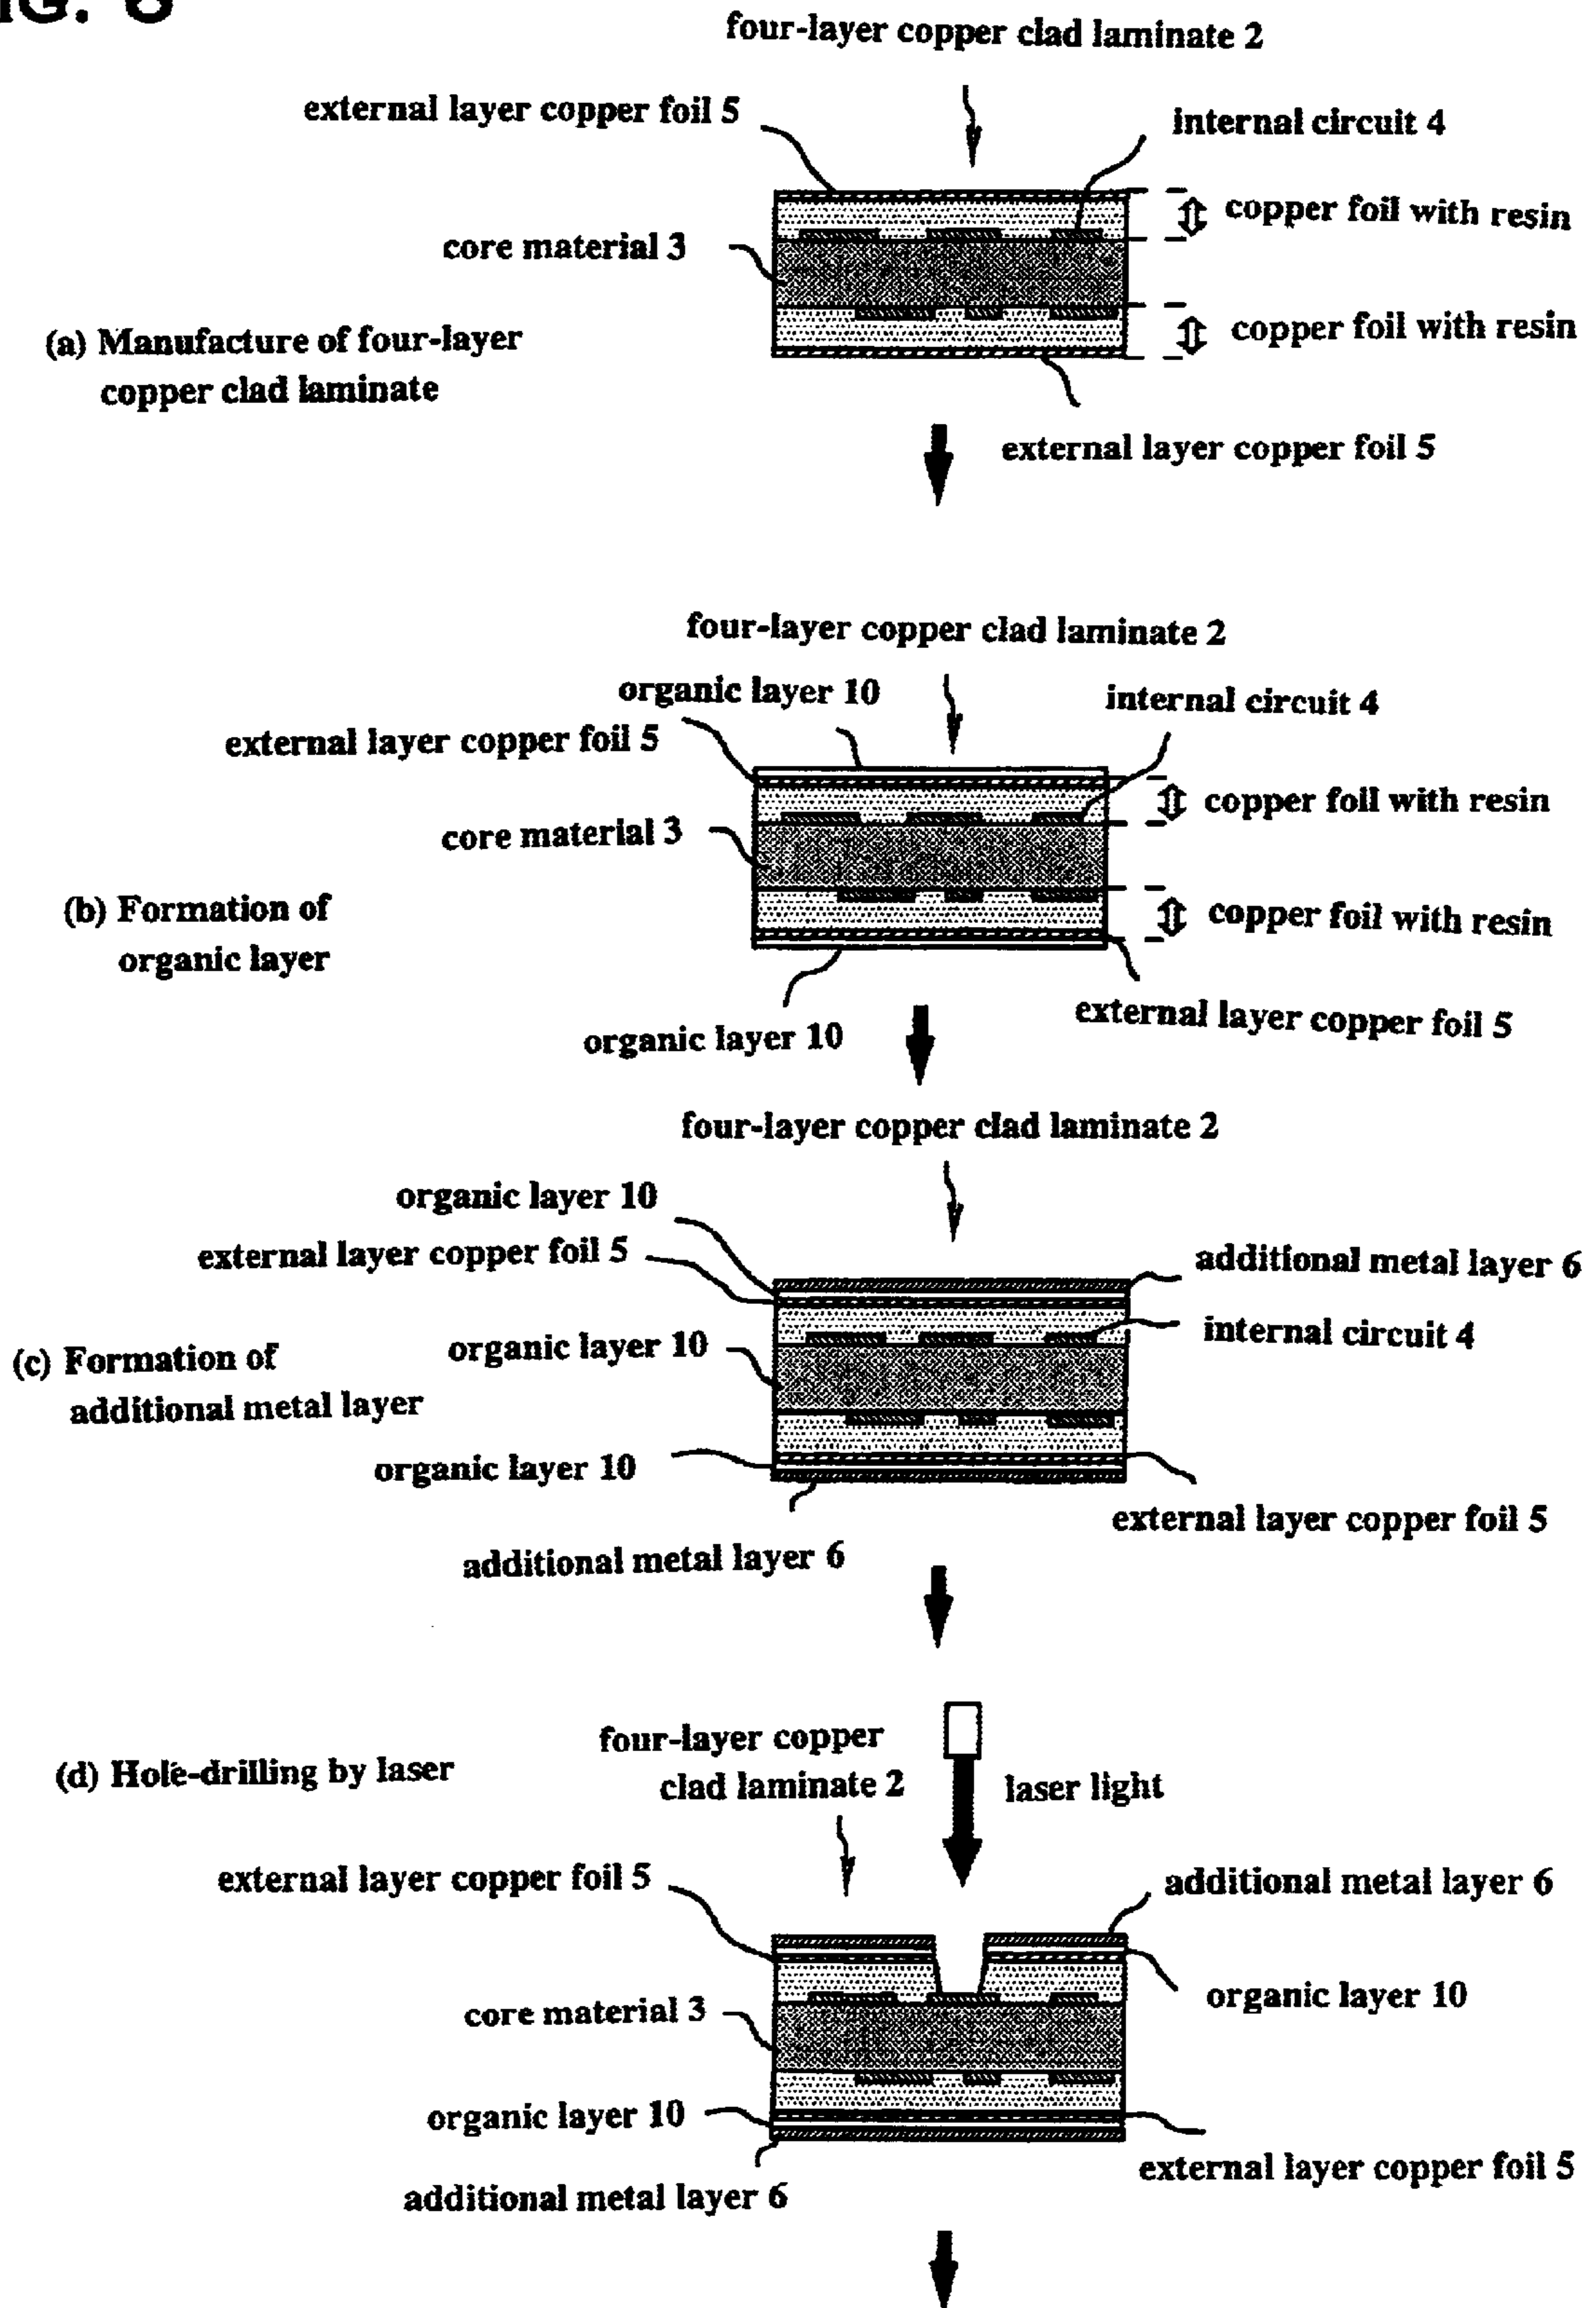 four-layer copper clad laminate 2
external layer copper foil 5
internal circuit 4
copper foil with resin
core material 3
copper foil with resin
(a) Manufacture of four-layer
copper clad laminate
external layer copper foil 5
four-layer copper clad laminate 2
organic layer 10
internal circuit 4
external layer copper foil 5
copper foil with resin
core material 3
(b) Formation of
organic layer
copper foil with resin
external layer copper foil 5
organic layer 10
four-layer copper clad laminate 2
organic layer 10
external layer copper foil 5
additional metal layer 6
organic layer 10
internal circuit 4
(c) Formation of
additional metal layer
organic layer 10
external layer copper foil 5
additional metal layer 6
(d) Hole-drilling by laser
four-layer copper
clad laminate 2
laser light
external layer copper foil 5
additional metal layer 6
organic layer 10
core material 3
organic layer 10
external layer copper foil 5
additional metal layer 6